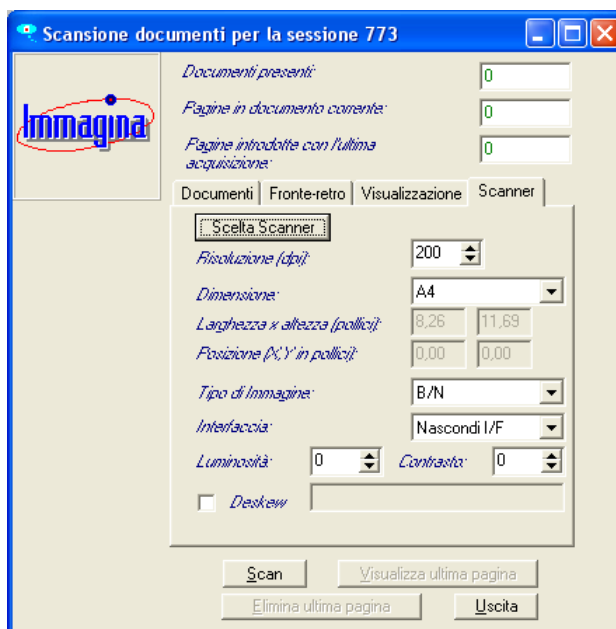 Scansione documenti per la sessione 773
Immagina
Documenti presenti: 0
Pagine in documento corrente: 0
Pagine introdotte con l'ultima
acquisizione: 0
Documenti Fronte-retro Visualizzazione Scanner
Scelta Scanner
Risoluzione (dpi): 200
Dimensione: A4
Larghezza x altezza (pollici): 8,26 11,69
Posizione (X,Y in pollici): 0,00 0,00
Tipo di Immagine: B/N
Interfaccia: Nascondi I/F
Luminosità: 0 Contrasto: 0
Deskew
Scan Visualizza ultima pagina
Elimina ultima pagina Uscita